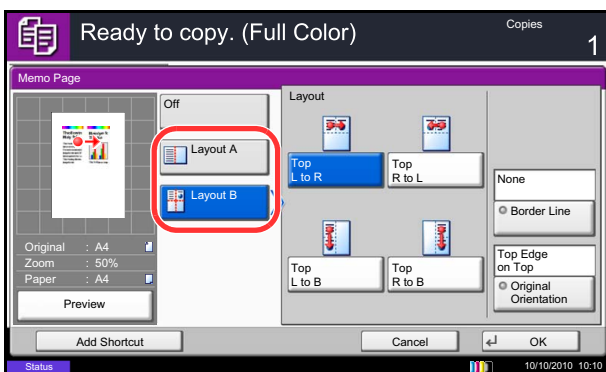 Ready to copy. (Full Color)
Copies
1
Memo Page
Off
Layout A
Layout B
Layout
Top
L to R
Top
R to L
Top
L to B
Top
R to B
None
Border Line
Top Edge
on Top
Original
Orientation
Original : A4
Zoom : 50%
Paper : A4
Preview
Add Shortcut
Cancel
OK
Status
10/10/2010 10:10